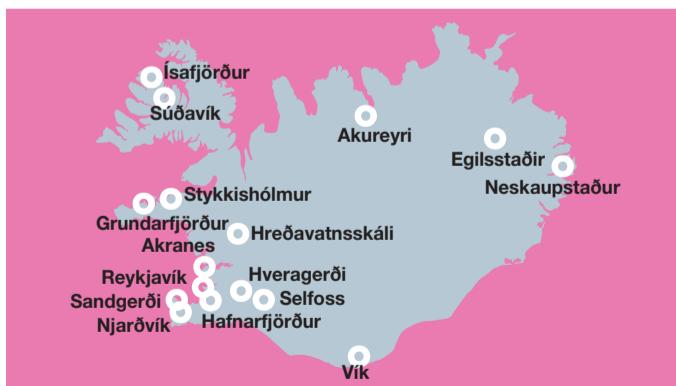 Ísafjörður
Súðavík
Akureyri
Egilsstaðir
Neskaupstaður
Stykkishólmur
Grundarfjörður
Hreðavatnsskáli
Akranes
Reykjavík
Hveragerði
Sandgerði
Selfoss
Njarðvík
Hafnarfjörður
Vík